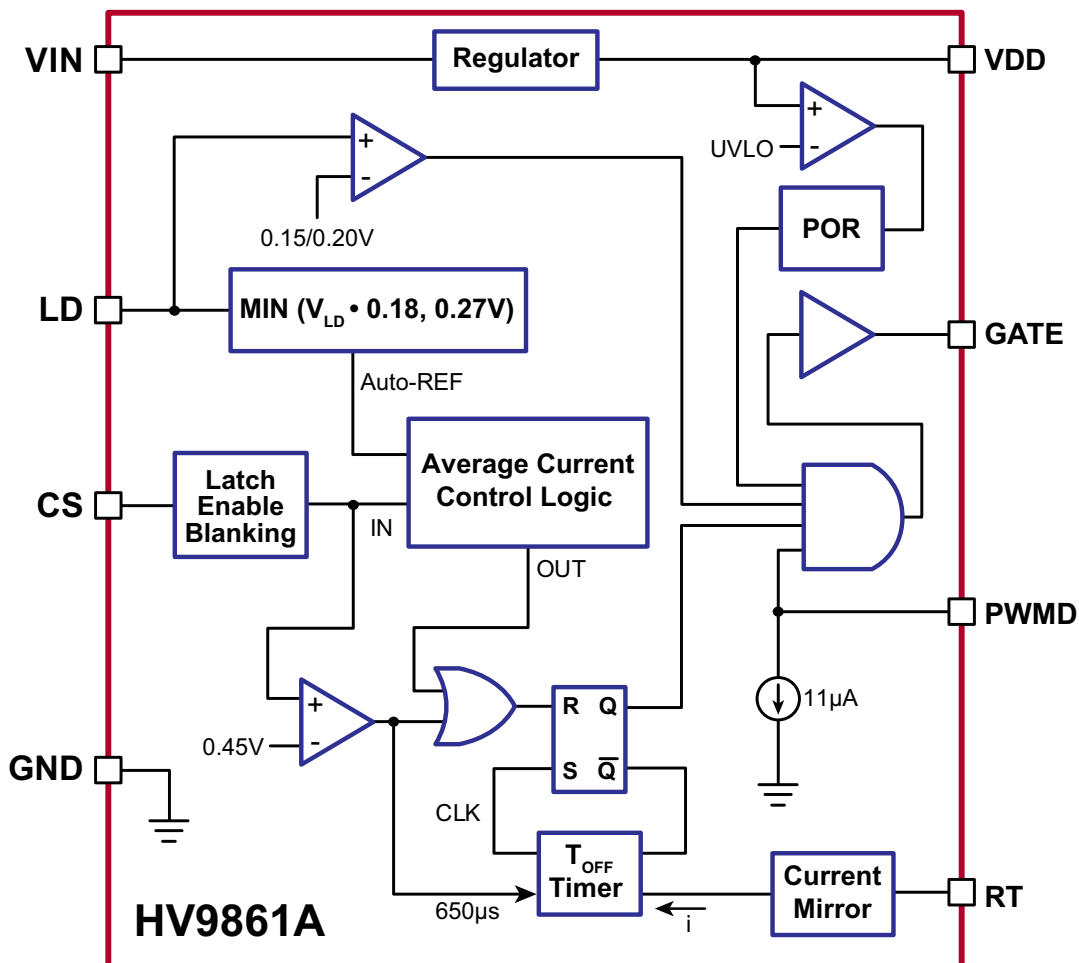 VIN
Regulator
VDD
+
-
UVLO
+
-
0.15/0.20V
POR
LD
MIN (V_LD • 0.18, 0.27V)
GATE
Auto-REF
CS
Latch
Enable
Blanking
Average Current
Control Logic
IN
OUT
PWMD
11µA
+
-
0.45V
R Q
S Q̅
GND
CLK
T_OFF
Timer
650µs
i
Current
Mirror
RT
HV9861A